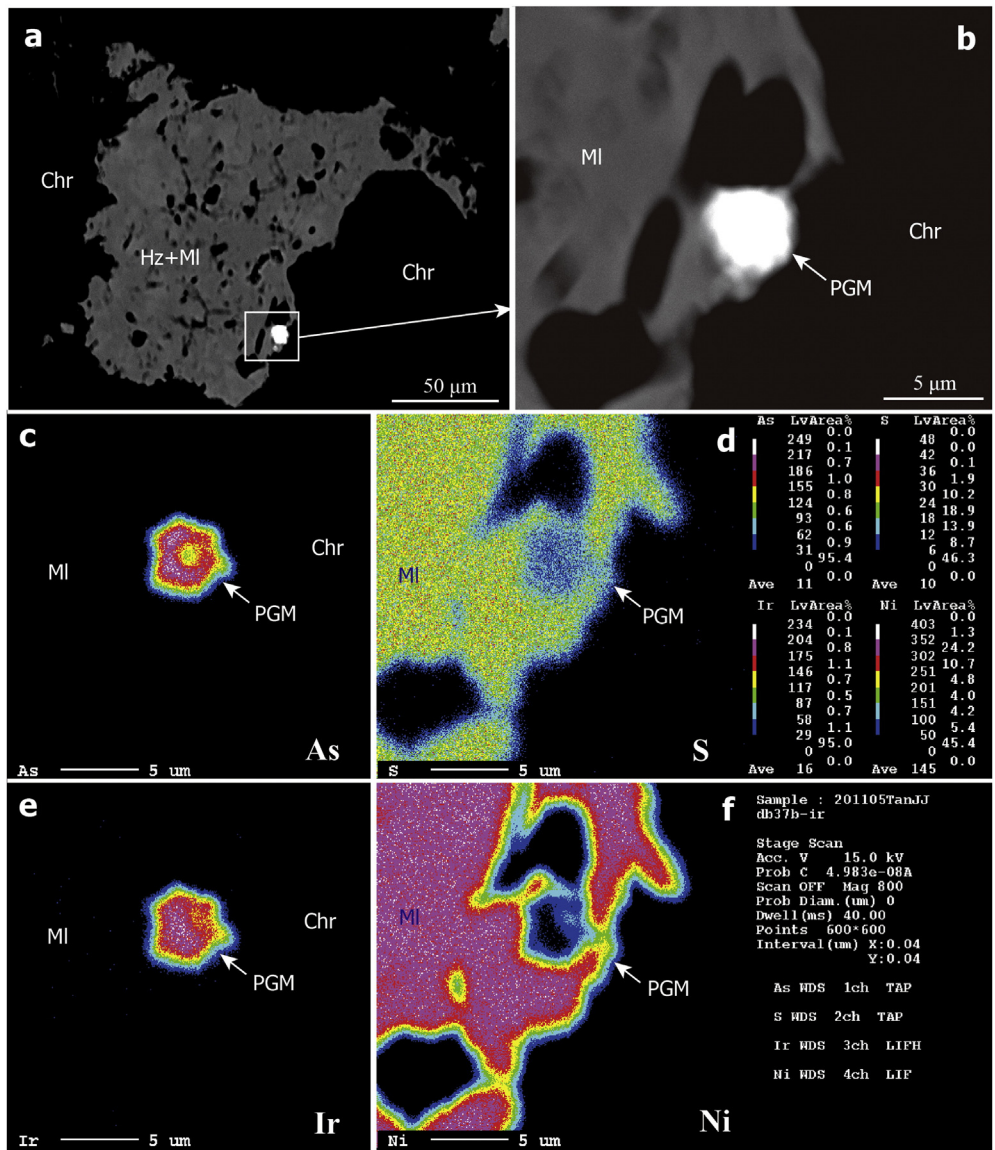 a
Chr
Hz+Ml
Chr
50 μm
b
Ml
Chr
PGM
5 μm
c
Ml
Chr
PGM
As
As 5 um
Ml
PGM
S
S 5 um
d
As LvArea% S LvArea%
0.0 0.0
249 0.1 48 0.0
217 0.7 42 0.1
186 1.0 36 1.9
155 0.8 30 10.2
124 0.6 24 18.9
93 0.6 18 13.9
62 0.9 12 8.7
31 95.4 6 46.3
0 0.0 0 0.0
Ave 11 Ave 10
Ir LvArea% Ni LvArea%
0.0 0.0
234 0.1 403 1.3
204 0.8 352 24.2
175 1.1 302 10.7
146 0.7 251 4.8
117 0.5 201 4.0
87 0.7 151 4.2
58 1.1 100 5.4
29 95.0 50 45.4
0 0.0 0 0.0
Ave 16 Ave 145
e
Ml
Chr
PGM
Ir
Ir 5 um
Ml
PGM
Ni
Ni 5 um
f
Sample : 201105TanJJ
db37b-ir
Stage Scan
Acc. V 15.0 kV
Prob C 4.983e-08A
Scan OFF Mag 800
Prob Diam.(um) 0
Dwell(ms) 40.00
Points 600*600
Interval(um) X:0.04
Y:0.04
As WDS 1ch TAP
S WDS 2ch TAP
Ir WDS 3ch LIFH
Ni WDS 4ch LIF